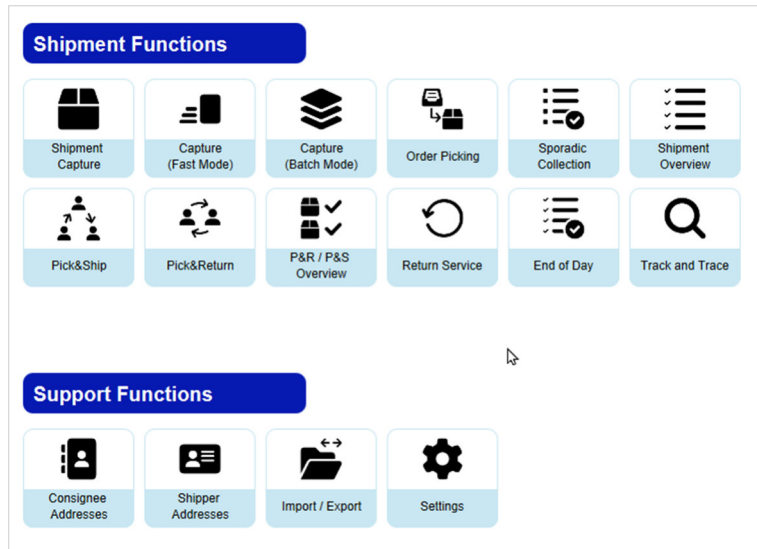 Shipment Functions
Shipment
Capture
Capture
(Fast Mode)
Capture
(Batch Mode)
Order Picking
Sporadic
Collection
Shipment
Overview
Pick&Ship
Pick&Return
P&R / P&S
Overview
Return Service
End of Day
Track and Trace
Support Functions
Consignee
Addresses
Shipper
Addresses
Import / Export
Settings